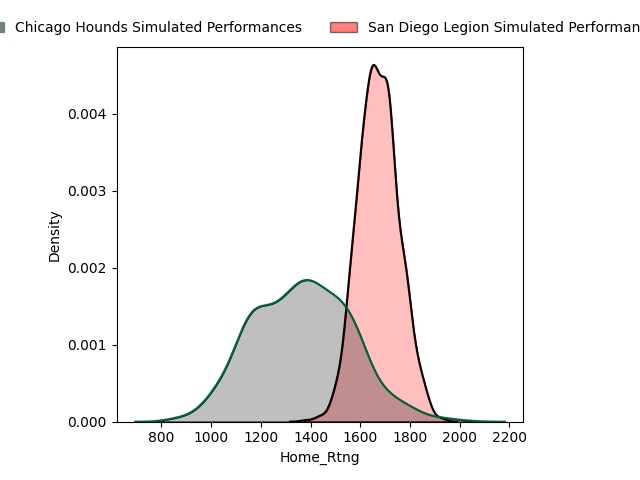 Chicago Hounds Simulated Performances San Diego Legion Simulated Performan
0.004
0.003
0.002
0.001
0.000
Density
800 1000 1200 1400 1600 1800 2000 2200
Home_Rtng